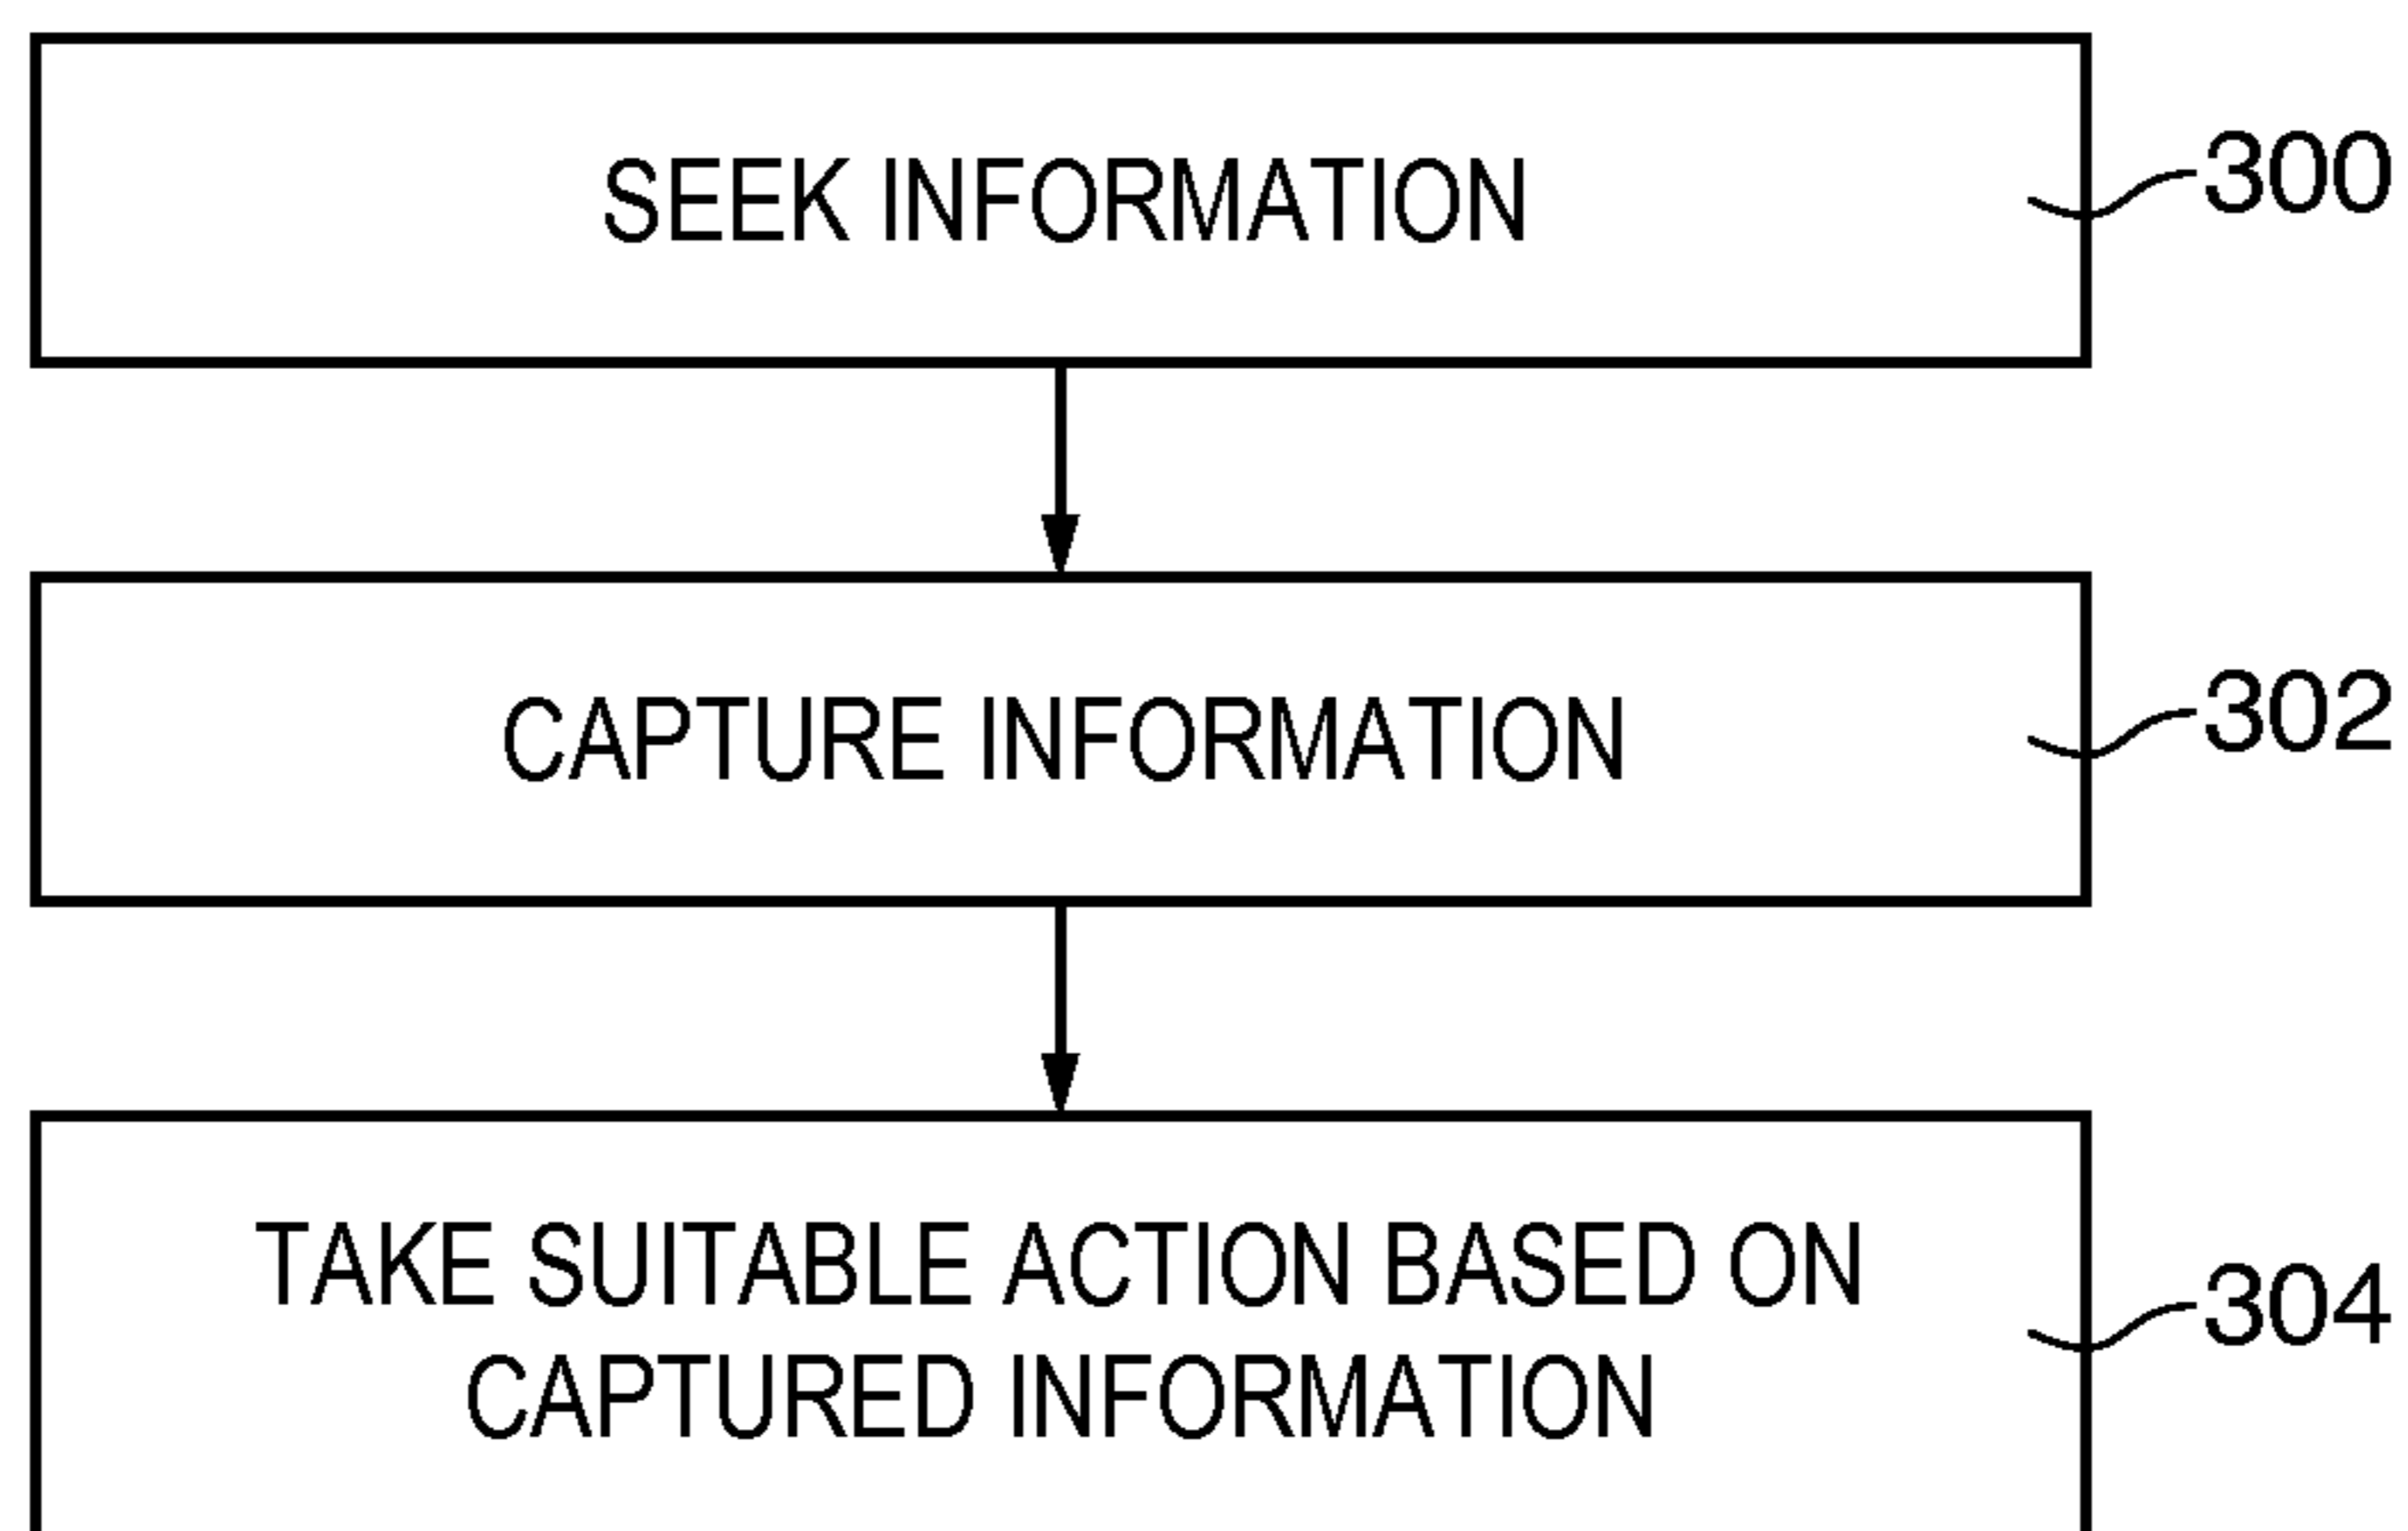 SEEK INFORMATION
300
CAPTURE INFORMATION
302
TAKE SUITABLE ACTION BASED ON
CAPTURED INFORMATION
304